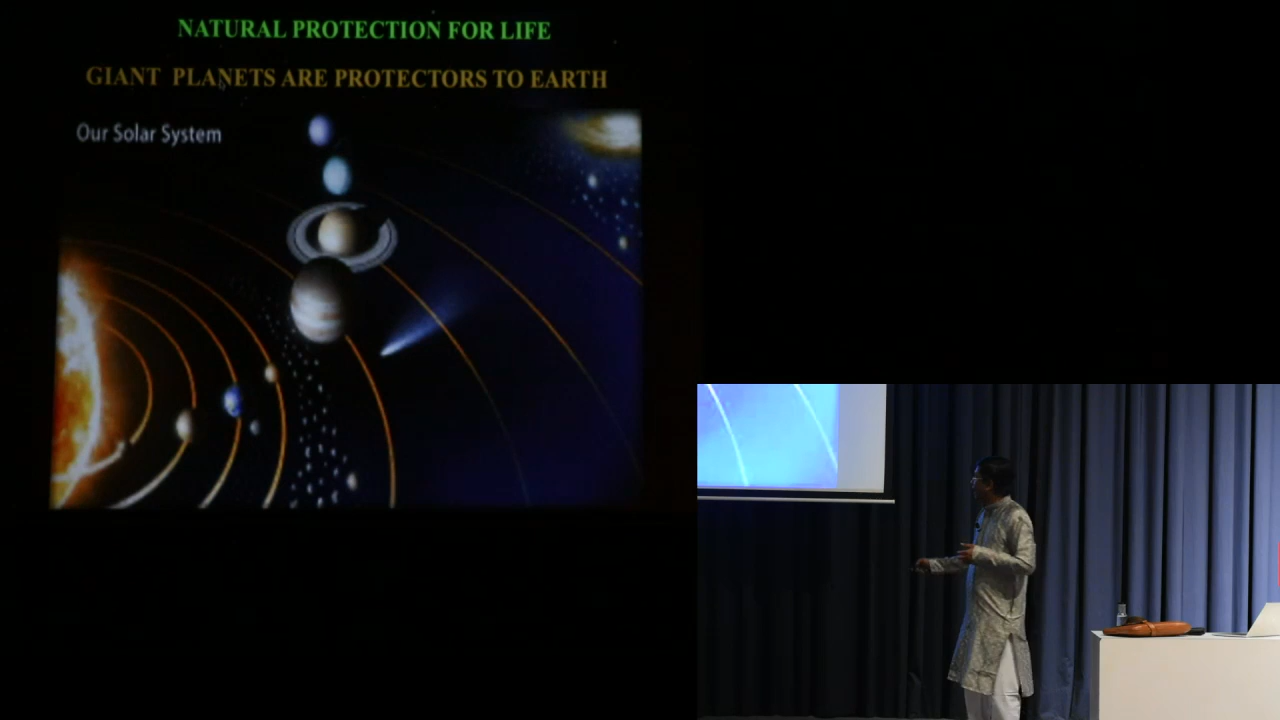 NATURAL PROTECTION FOR LIFE
GIANT PLANETS ARE PROTECTORS TO EARTH
Our Solar System